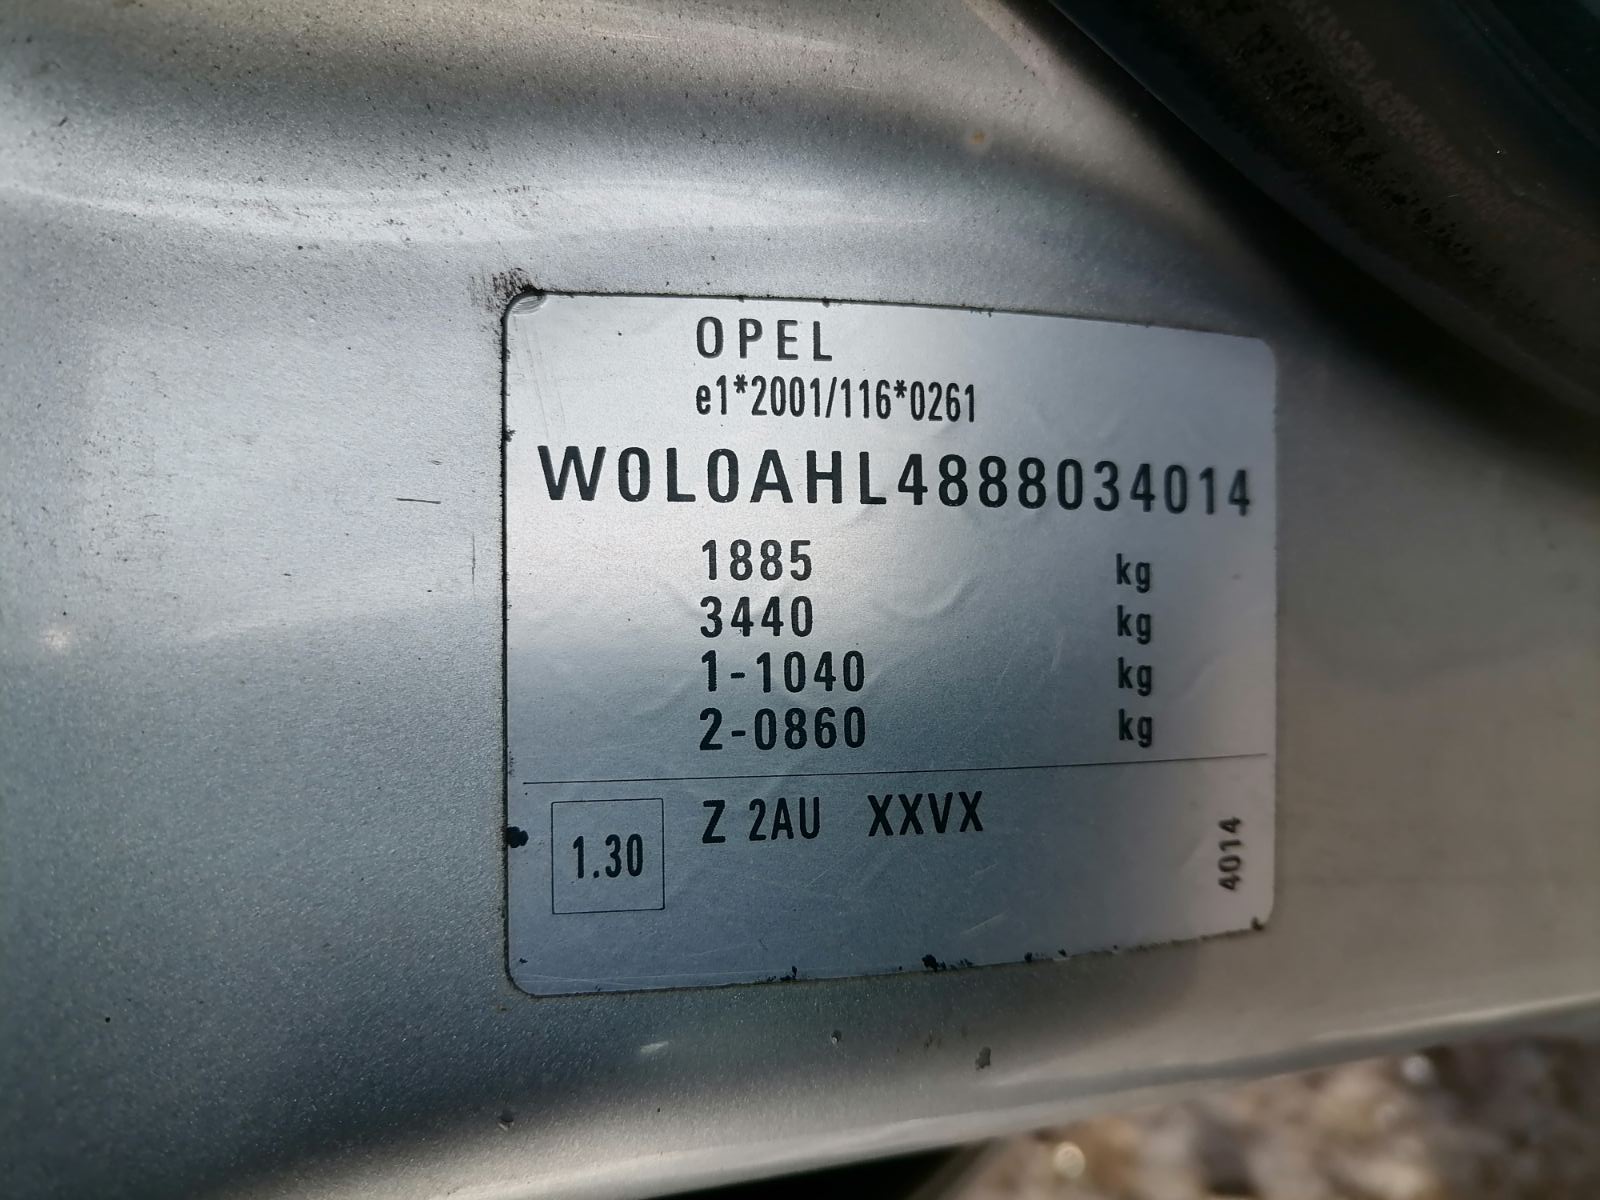 OPEL
e1*2001/116*0261
W0L0AHL4888034014
1885 kg
3440 kg
1-1040 kg
2-0860 kg
1.30 Z 2AU XXVX
4014